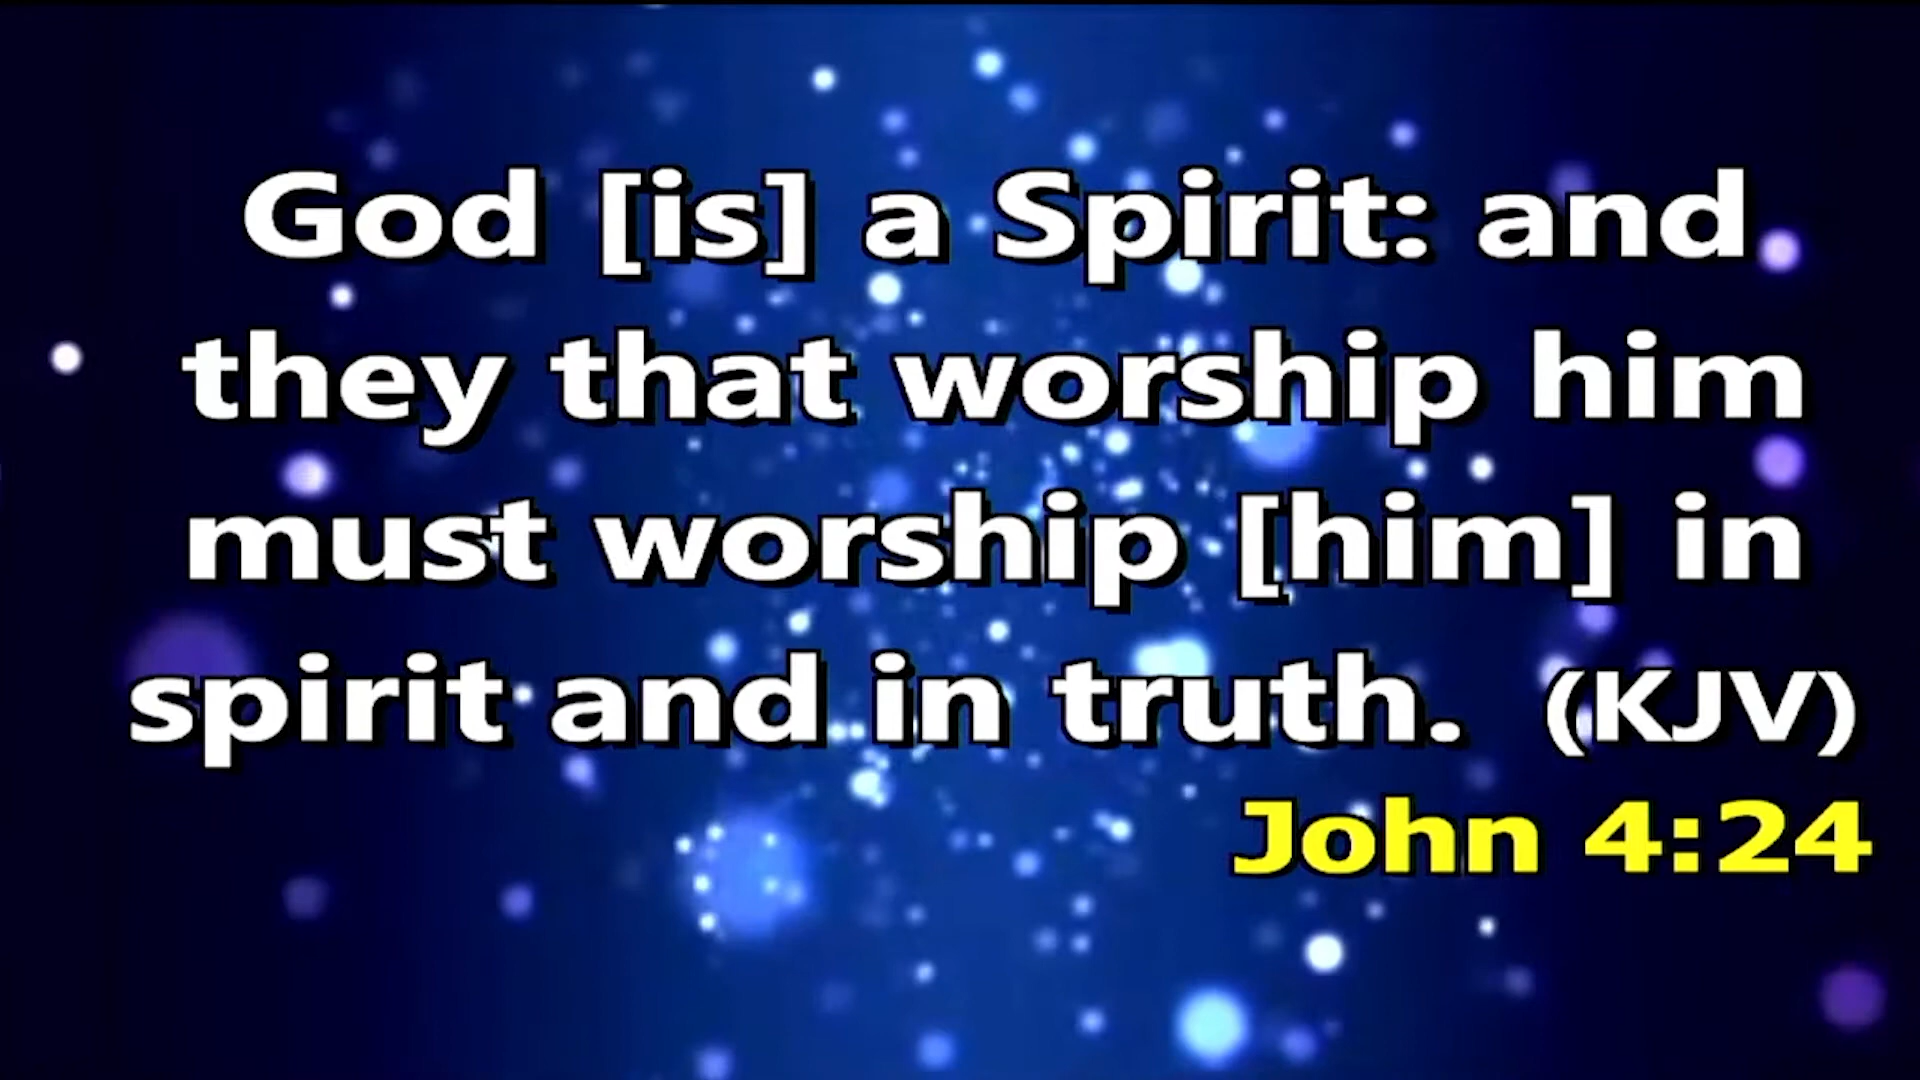 God [is] a Spirit: and
they that worship him
must worship [him] in
spirit and in truth. (KJV)
John 4:24